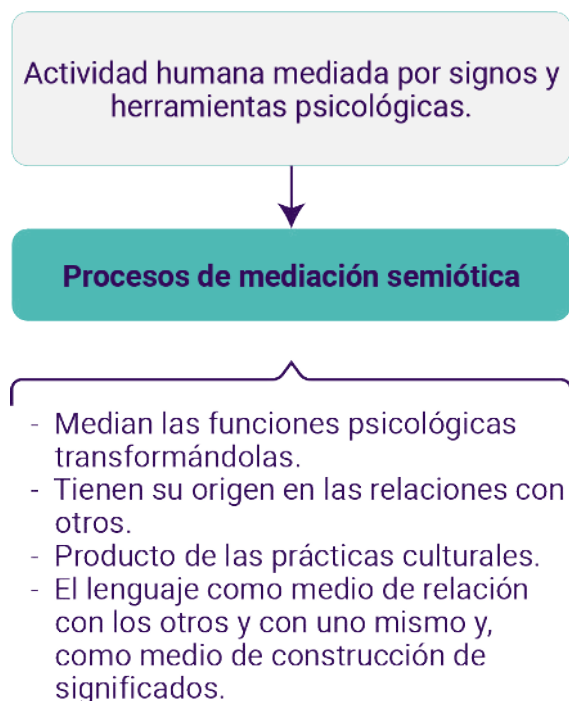 Actividad humana mediada por signos y
herramientas psicológicas.
Procesos de mediación semiótica
- Median las funciones psicológicas
transformándolas.
- Tienen su origen en las relaciones con
otros.
- Producto de las prácticas culturales.
- El lenguaje como medio de relación
con los otros y con uno mismo y,
como medio de construcción de
significados.